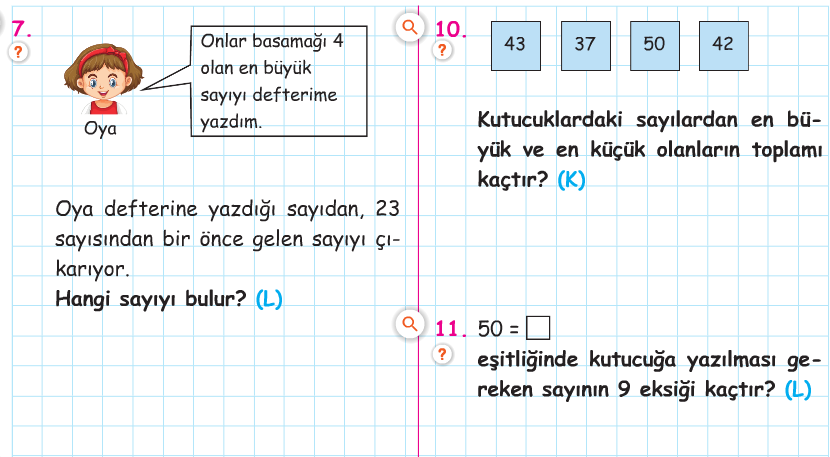 7.
?
Onlar basamağı 4
olan en büyük
sayıyı defterime
yazdım.
Oya
Oya defterine yazdığı sayıdan, 23
sayısından bir önce gelen sayıyı çı-
karıyor.
Hangi sayıyı bulur? (L)
10.
?
43 37 50 42
Kutucuklardaki sayılardan en bü-
yük ve en küçük olanların toplamı
kaçtır? (K)
11. 50 = □
?
eşitliğinde kutucuğa yazılması ge-
reken sayının 9 eksiği kaçtır? (L)